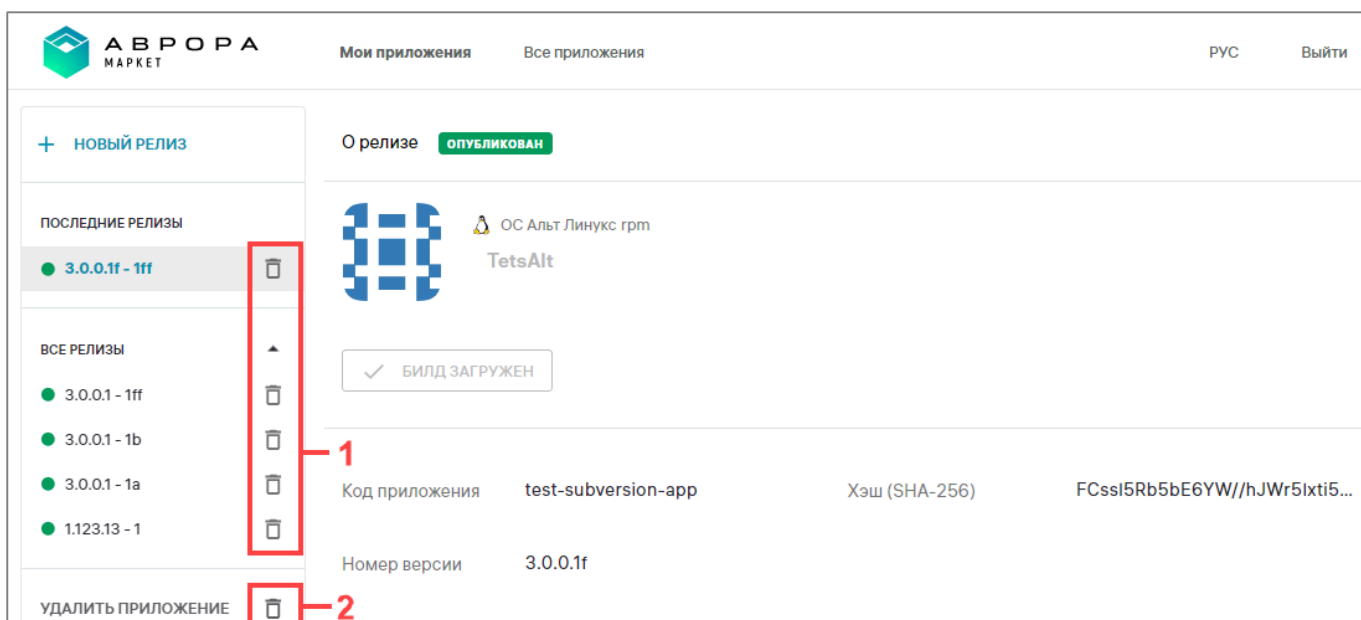 АВРОРА
МАРКЕТ
Мои приложения
Все приложения
РУС
Выйти
+ НОВЫЙ РЕЛИЗ
ПОСЛЕДНИЕ РЕЛИЗЫ
3.0.0.1f - 1ff
ВСЕ РЕЛИЗЫ
3.0.0.1 - 1ff
3.0.0.1 - 1b
3.0.0.1 - 1a
1.123.13 - 1
УДАЛИТЬ ПРИЛОЖЕНИЕ
1
2
О релизе ОПУБЛИКОВАН
ОС Альт Линукс rpm
TetsAlt
БИЛД ЗАГРУЖЕН
Код приложения test-subversion-app
Хэш (SHA-256) FCssI5Rb5bE6YW//hJWr5Ixti5...
Номер версии 3.0.0.1f